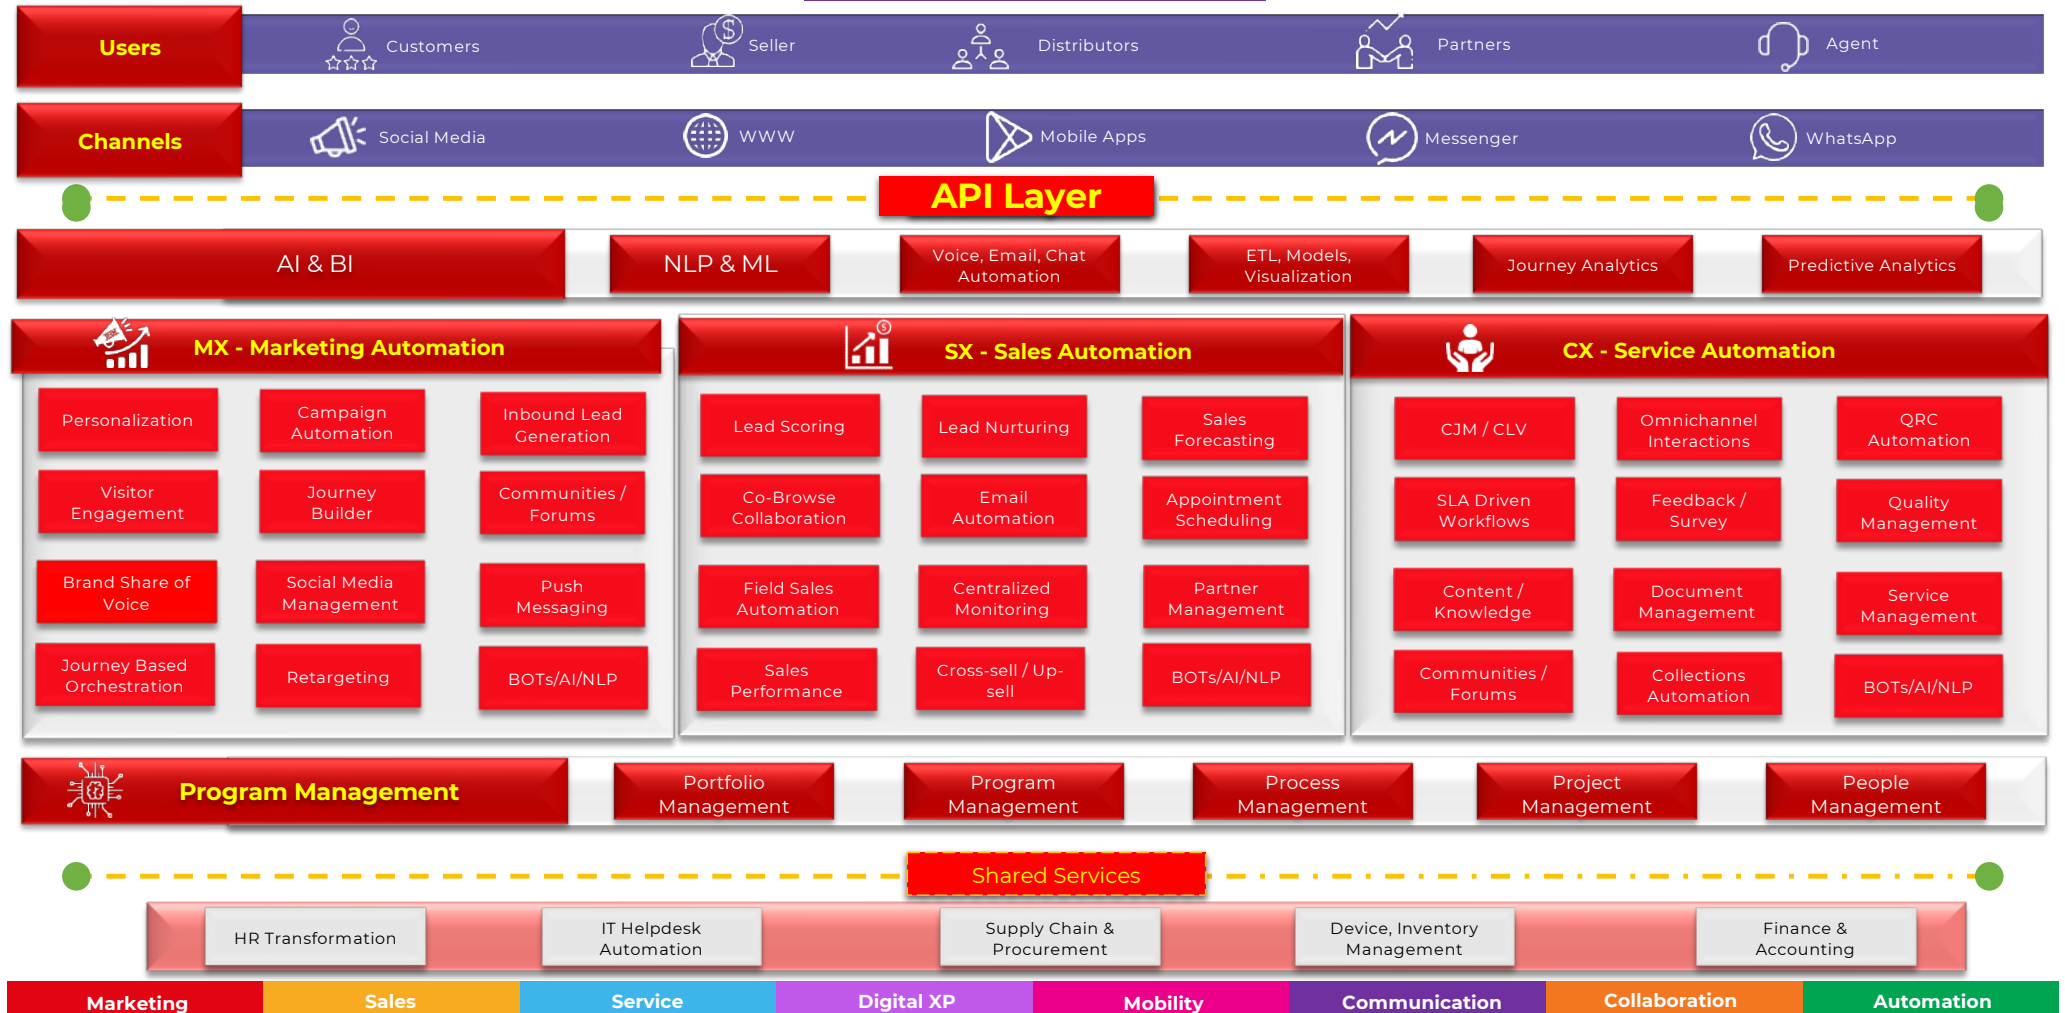 Users
Customers
Seller
Distributors
Partners
Agent
Channels
Social Media
WWW
Mobile Apps
Messenger
WhatsApp
API Layer
AI & BI
NLP & ML
Voice, Email, Chat
Automation
ETL, Models,
Visualization
Journey Analytics
Predictive Analytics
MX - Marketing Automation
Personalization
Campaign
Automation
Inbound Lead
Generation
Visitor
Engagement
Journey
Builder
Communities /
Forums
Brand Share of
Voice
Social Media
Management
Push
Messaging
Journey Based
Orchestration
Retargeting
BOTs/AI/NLP
SX - Sales Automation
Lead Scoring
Lead Nurturing
Sales
Forecasting
Co-Browse
Collaboration
Email
Automation
Appointment
Scheduling
Field Sales
Automation
Centralized
Monitoring
Partner
Management
Sales
Performance
Cross-sell / Up-
sell
BOTs/AI/NLP
CX - Service Automation
CJM / CLV
Omnichannel
Interactions
QRC
Automation
SLA Driven
Workflows
Feedback /
Survey
Quality
Management
Content /
Knowledge
Document
Management
Service
Management
Communities /
Forums
Collections
Automation
BOTs/AI/NLP
Program Management
Portfolio
Management
Program
Management
Process
Management
Project
Management
People
Management
Shared Services
HR Transformation
IT Helpdesk
Automation
Supply Chain &
Procurement
Device, Inventory
Management
Finance &
Accounting
Marketing
Sales
Service
Digital XP
Mobility
Communication
Collaboration
Automation